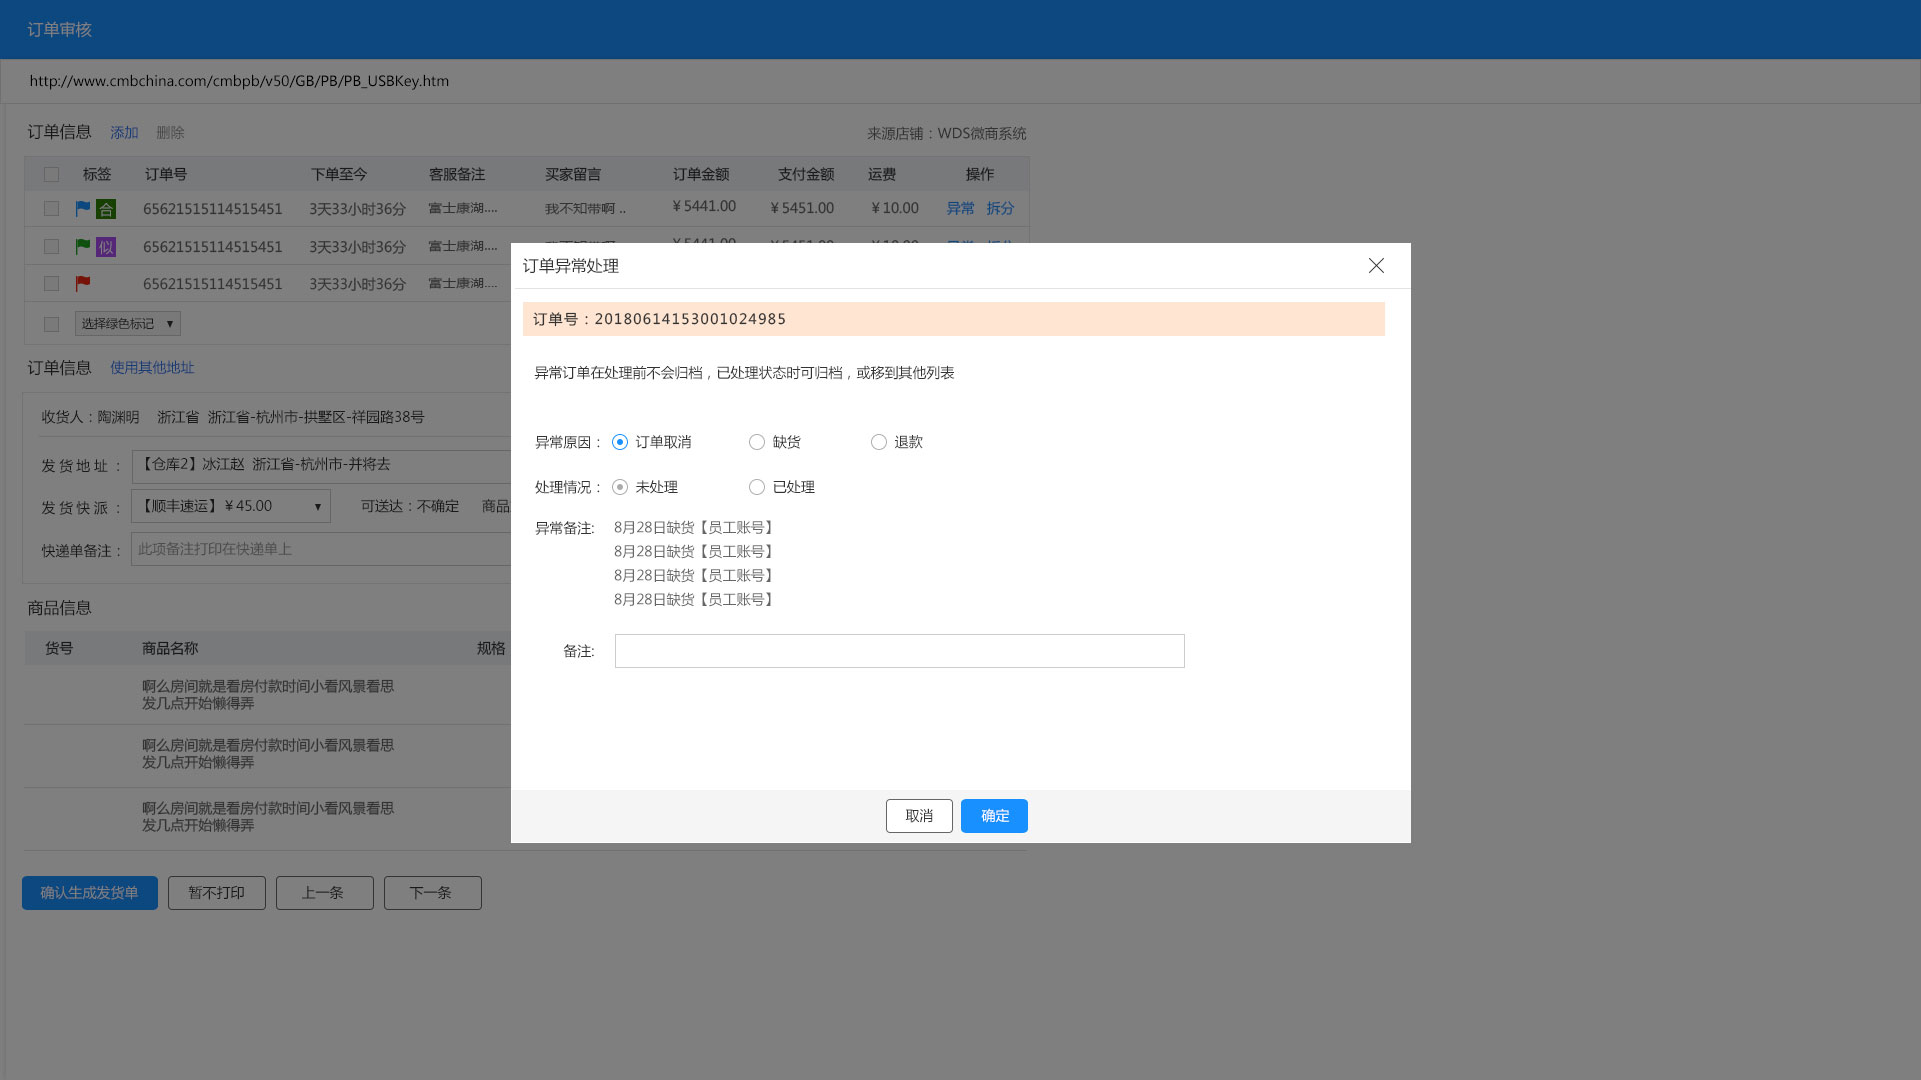 订单审核
http://www.cmbchina.com/cmbpb/v50/GB/PB/PB_USBKey.htm
订单信息 添加 删除 来源店铺：WDS微商系统
标签 订单号 下单至今 客服备注 买家留言 订单金额 支付金额 运费 操作
合 65621515114515451 3天33小时36分 富士康湖.... 我不知带啊 .. ¥ 5441.00 ¥ 5451.00 ¥ 10.00 异常 拆分
似 65621515114515451 3天33小时36分 富士康湖....
65621515114515451 3天33小时36分 富士康湖....
选择绿色标记 ▼
订单信息 使用其他地址
收货人：陶渊明 浙江省 浙江省-杭州市-拱墅区-祥园路38号
发货地址： 【仓库2】冰江赵 浙江省-杭州市-并将去
发货快派： 【顺丰速运】¥ 45.00 ▼ 可送达：不确定 商品
快递单备注： 此项备注打印在快递单上
商品信息
货号 商品名称 规格
啊么房间就是看房付款时间小看风景看思
发几点开始懒得弄
啊么房间就是看房付款时间小看风景看思
发几点开始懒得弄
啊么房间就是看房付款时间小看风景看思
发几点开始懒得弄
确认生成发货单 暂不打印 上一条 下一条
订单异常处理
订单号：20180614153001024985
异常订单在处理前不会归档，已处理状态时可归档，或移到其他列表
异常原因： 订单取消 缺货 退款
处理情况： 未处理 已处理
异常备注: 8月28日缺货【员工账号】
8月28日缺货【员工账号】
8月28日缺货【员工账号】
8月28日缺货【员工账号】
备注:
取消 确定